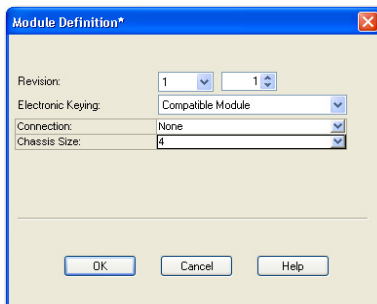 Module Definition*
Revision: 1 1
Electronic Keying: Compatible Module
Connection: None
Chassis Size: 4
OK Cancel Help